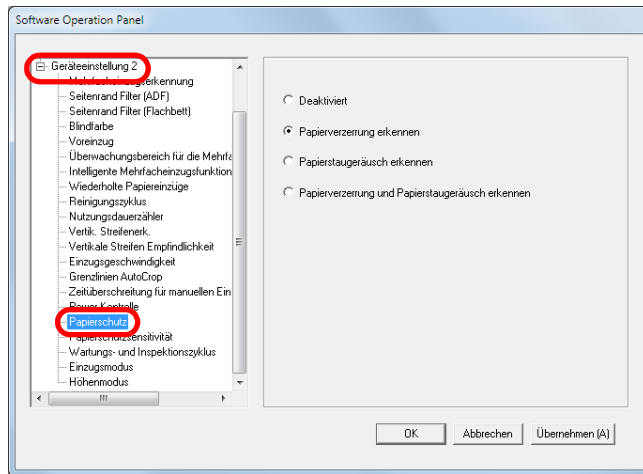 Software Operation Panel
Geräteeinstellung 2
Mehrfacheinzugserkennung
Seitenrand Filter (ADF)
Seitenrand Filter (Flachbett)
Blindfarbe
Voreinzug
Überwachungsbereich für die Mehrfa
Intelligente Mehrfacheinzugsfunktion
Wiederholte Papiereinzüge
Reinigungszyklus
Nutzungsdauerzähler
Vertik. Streifenerk.
Vertikale Streifen Empfindlichkeit
Einzugsgeschwindigkeit
Grenzlinien AutoCrop
Zeitüberschreitung für manuellen Ein
Power Kontrolle
Papierschutz
Papierschutzsensitivität
Wartungs- und Inspektionszyklus
Einzugsmodus
Höhenmodus
Deaktiviert
Papierverzerrung erkennen
Papierstaugeräusch erkennen
Papierverzerrung und Papierstaugeräusch erkennen
OK
Abbrechen
Übernehmen (A)